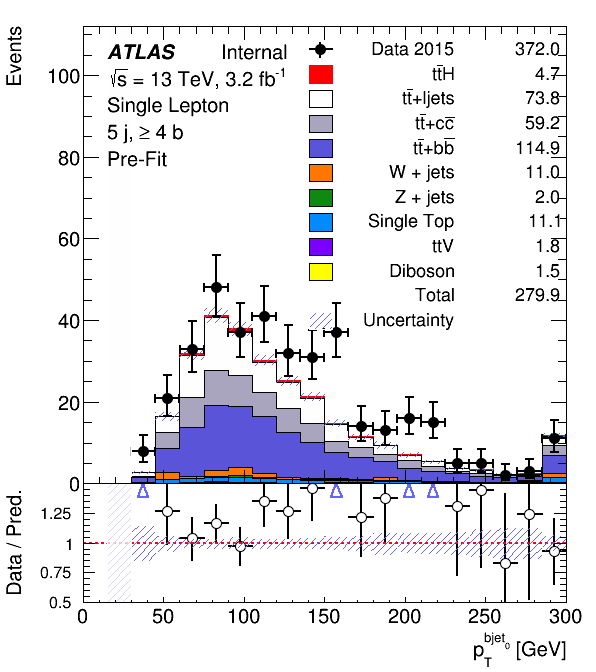 Events
100
80
60
40
20
0
ATLAS Internal
√s = 13 TeV, 3.2 fb⁻¹
Single Lepton
5 j, ≥ 4 b
Pre-Fit
Data 2015 372.0
tt̄H 4.7
tt̄+ljets 73.8
tt̄+cc̄ 59.2
tt̄+bb̄ 114.9
W + jets 11.0
Z + jets 2.0
Single Top 11.1
ttV 1.8
Diboson 1.5
Total 279.9
Uncertainty
Data / Pred.
1.25
1
0.75
0.5
0 50 100 150 200 250 300
p_T^{bjet_0} [GeV]